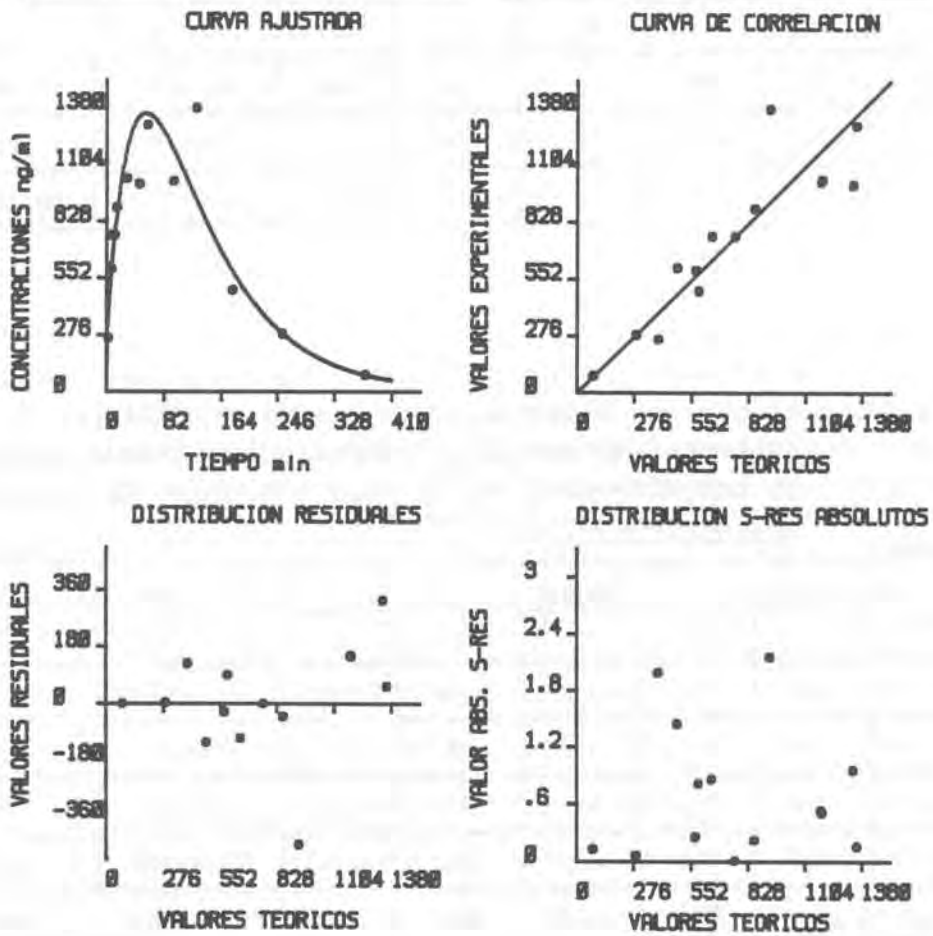 CURVA AJUSTADA
CONCENTRACIONES ng/ml
1380
1104
828
552
276
0
0 82 164 246 328 410
TIEMPO min
CURVA DE CORRELACION
VALORES EXPERIMENTALES
1380
1104
828
552
276
0
0 276 552 828 1104 1380
VALORES TEORICOS
DISTRIBUCION RESIDUALES
VALORES RESIDUALES
360
180
0
-180
-360
0 276 552 828 1104 1380
VALORES TEORICOS
DISTRIBUCION S-RES ABSOLUTOS
VALOR ABS. S-RES
3
2.4
1.8
1.2
.6
0
0 276 552 828 1104 1380
VALORES TEORICOS